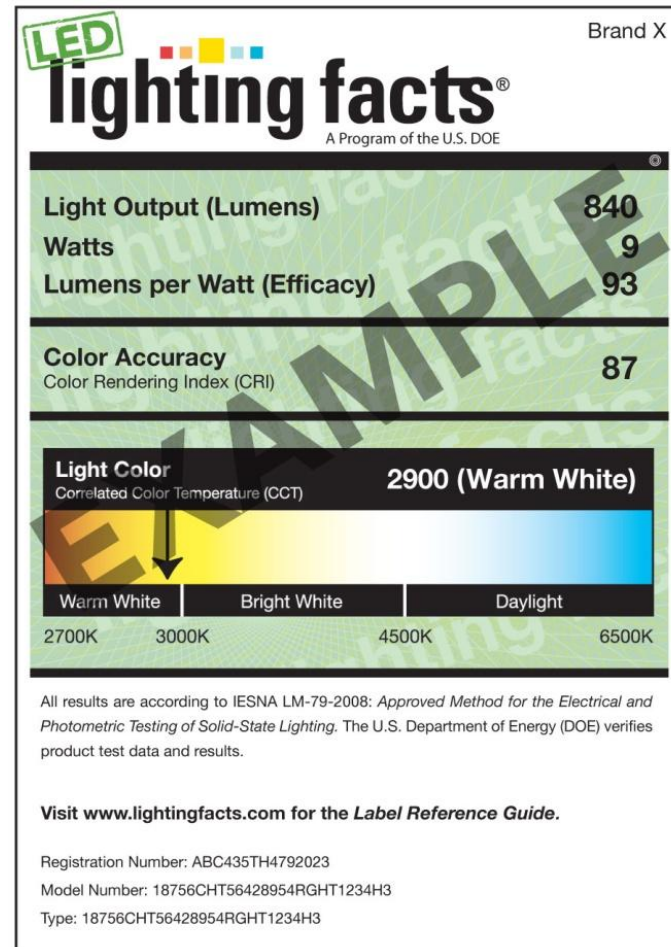 Brand X
LED
lighting facts®
A Program of the U.S. DOE
Light Output (Lumens) 840
Watts 9
Lumens per Watt (Efficacy) 93
Color Accuracy 87
Color Rendering Index (CRI)
Light Color
Correlated Color Temperature (CCT) 2900 (Warm White)
Warm White Bright White Daylight
2700K 3000K 4500K 6500K
EXAMPLE
All results are according to IESNA LM-79-2008: Approved Method for the Electrical and
Photometric Testing of Solid-State Lighting. The U.S. Department of Energy (DOE) verifies
product test data and results.
Visit www.lightingfacts.com for the Label Reference Guide.
Registration Number: ABC435TH4792023
Model Number: 18756CHT56428954RGHT1234H3
Type: 18756CHT56428954RGHT1234H3